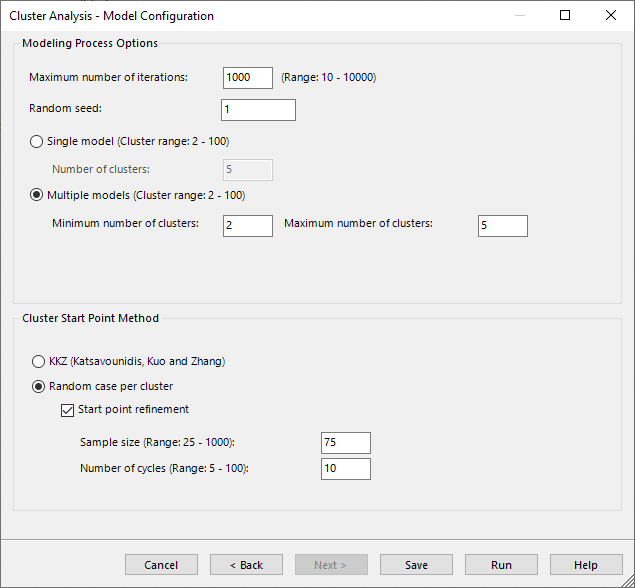 Cluster Analysis - Model Configuration
Modeling Process Options
Maximum number of iterations: 1000 (Range: 10 - 10000)
Random seed: 1
Single model (Cluster range: 2 - 100)
Number of clusters: 5
Multiple models (Cluster range: 2 - 100)
Minimum number of clusters: 2 Maximum number of clusters: 5
Cluster Start Point Method
KKZ (Katsavounidis, Kuo and Zhang)
Random case per cluster
Start point refinement
Sample size (Range: 25 - 1000): 75
Number of cycles (Range: 5 - 100): 10
Cancel < Back Next > Save Run Help